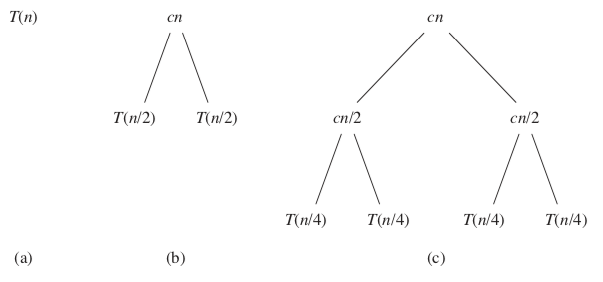 T(n) cn cn
T(n/2) T(n/2) cn/2 cn/2
T(n/4) T(n/4) T(n/4) T(n/4)
(a) (b) (c)